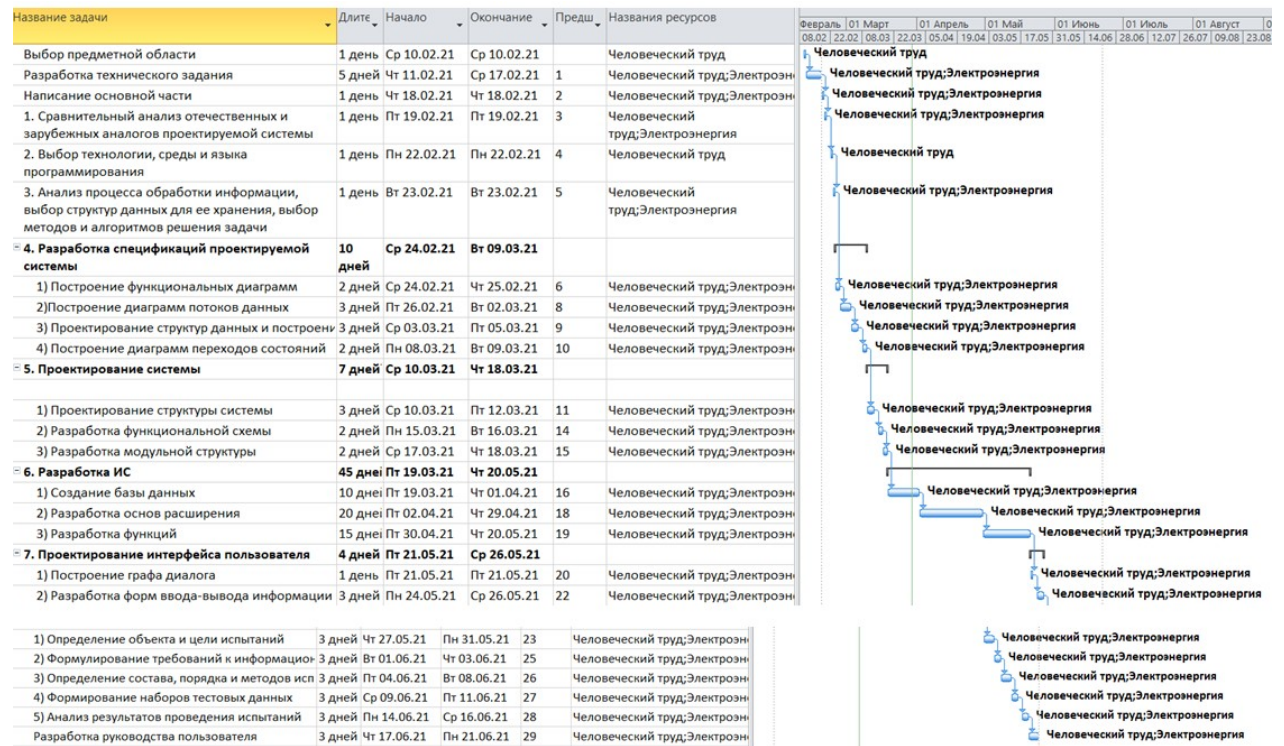 Название задачи Длите Начало Окончание Предш Названия ресурсов
Февраль 01 Март 01 Апрель 01 Май 01 Июнь 01 Июль 01 Август 0
08.02 22.02 08.03 22.03 05.04 19.04 03.05 17.05 31.05 14.06 28.06 12.07 26.07 09.08 23.08
Выбор предметной области 1 день Ср 10.02.21 Ср 10.02.21 Человеческий труд Человеческий труд
Разработка технического задания 5 дней Чт 11.02.21 Ср 17.02.21 1 Человеческий труд;Электроэн Человеческий труд;Электроэнергия
Написание основной части 1 день Чт 18.02.21 Чт 18.02.21 2 Человеческий труд;Электроэн Человеческий труд;Электроэнергия
1. Сравнительный анализ отечественных и 1 день Пт 19.02.21 Пт 19.02.21 3 Человеческий Человеческий труд;Электроэнергия
зарубежных аналогов проектируемой системы труд;Электроэнергия
2. Выбор технологии, среды и языка 1 день Пн 22.02.21 Пн 22.02.21 4 Человеческий труд Человеческий труд
программирования
3. Анализ процесса обработки информации, 1 день Вт 23.02.21 Вт 23.02.21 5 Человеческий Человеческий труд;Электроэнергия
выбор структур данных для ее хранения, выбор труд;Электроэнергия
методов и алгоритмов решения задачи
4. Разработка спецификаций проектируемой 10 Ср 24.02.21 Вт 09.03.21
системы дней
1) Построение функциональных диаграмм 2 дней Ср 24.02.21 Чт 25.02.21 6 Человеческий труд;Электроэн Человеческий труд;Электроэнергия
2)Построение диаграмм потоков данных 3 дней Пт 26.02.21 Вт 02.03.21 8 Человеческий труд;Электроэн Человеческий труд;Электроэнергия
3) Проектирование структур данных и построени 3 дней Ср 03.03.21 Пт 05.03.21 9 Человеческий труд;Электроэн Человеческий труд;Электроэнергия
4) Построение диаграмм переходов состояний 2 дней Пн 08.03.21 Вт 09.03.21 10 Человеческий труд;Электроэн Человеческий труд;Электроэнергия
5. Проектирование системы 7 дней Ср 10.03.21 Чт 18.03.21
1) Проектирование структуры системы 3 дней Ср 10.03.21 Пт 12.03.21 11 Человеческий труд;Электроэн Человеческий труд;Электроэнергия
2) Разработка функциональной схемы 2 дней Пн 15.03.21 Вт 16.03.21 14 Человеческий труд;Электроэн Человеческий труд;Электроэнергия
3) Разработка модульной структуры 2 дней Ср 17.03.21 Чт 18.03.21 15 Человеческий труд;Электроэн Человеческий труд;Электроэнергия
6. Разработка ИС 45 дней Пт 19.03.21 Чт 20.05.21
1) Создание базы данных 10 дней Пт 19.03.21 Чт 01.04.21 16 Человеческий труд;Электроэн Человеческий труд;Электроэнергия
2) Разработка основ расширения 20 дней Пт 02.04.21 Чт 29.04.21 18 Человеческий труд;Электроэн Человеческий труд;Электроэнергия
3) Разработка функций 15 дней Пт 30.04.21 Чт 20.05.21 19 Человеческий труд;Электроэн Человеческий труд;Электроэнергия
7. Проектирование интерфейса пользователя 4 дней Пт 21.05.21 Ср 26.05.21
1) Построение графа диалога 1 день Пт 21.05.21 Пт 21.05.21 20 Человеческий труд;Электроэн Человеческий труд;Электроэнергия
2) Разработка форм ввода-вывода информации 3 дней Пн 24.05.21 Ср 26.05.21 22 Человеческий труд;Электроэн Человеческий труд;Электроэнергия
1) Определение объекта и цели испытаний 3 дней Чт 27.05.21 Пн 31.05.21 23 Человеческий труд;Электроэн Человеческий труд;Электроэнергия
2) Формулирование требований к информацион 3 дней Вт 01.06.21 Чт 03.06.21 25 Человеческий труд;Электроэн Человеческий труд;Электроэнергия
3) Определение состава, порядка и методов исп 3 дней Пт 04.06.21 Вт 08.06.21 26 Человеческий труд;Электроэн Человеческий труд;Электроэнергия
4) Формирование наборов тестовых данных 3 дней Ср 09.06.21 Пт 11.06.21 27 Человеческий труд;Электроэн Человеческий труд;Электроэнергия
5) Анализ результатов проведения испытаний 3 дней Пн 14.06.21 Ср 16.06.21 28 Человеческий труд;Электроэн Человеческий труд;Электроэнергия
Разработка руководства пользователя 3 дней Чт 17.06.21 Пн 21.06.21 29 Человеческий труд;Электроэн Человеческий труд;Электроэнергия